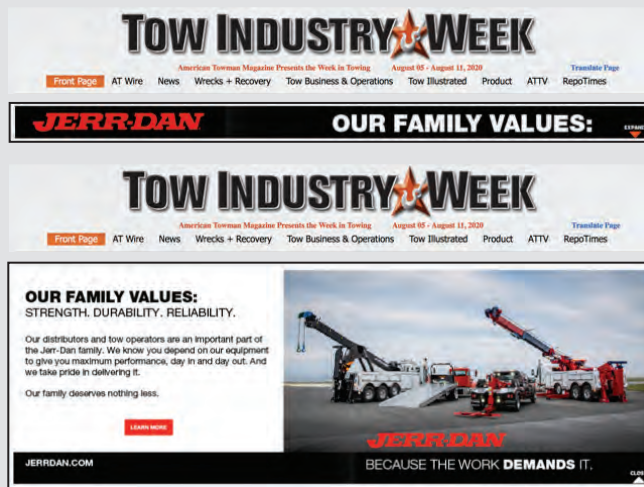 TOW INDUSTRY WEEK
American Towman Magazine Presents the Week in Towing August 05 - August 11, 2020 Translate Page
Front Page AT Wire News Wrecks + Recovery Tow Business & Operations Tow Illustrated Product ATTV RepoTimes
JERR-DAN OUR FAMILY VALUES: EXPAND
TOW INDUSTRY WEEK
American Towman Magazine Presents the Week in Towing August 05 - August 11, 2020 Translate Page
Front Page AT Wire News Wrecks + Recovery Tow Business & Operations Tow Illustrated Product ATTV RepoTimes
OUR FAMILY VALUES:
STRENGTH. DURABILITY. RELIABILITY.
Our distributors and tow operators are an important part of
the Jerr-Dan family. We know you depend on our equipment
to give you maximum performance, day in and day out. And
we take pride in delivering it.
Our family deserves nothing less.
LEARN MORE
JERR-DAN
JERRDAN.COM BECAUSE THE WORK DEMANDS IT.